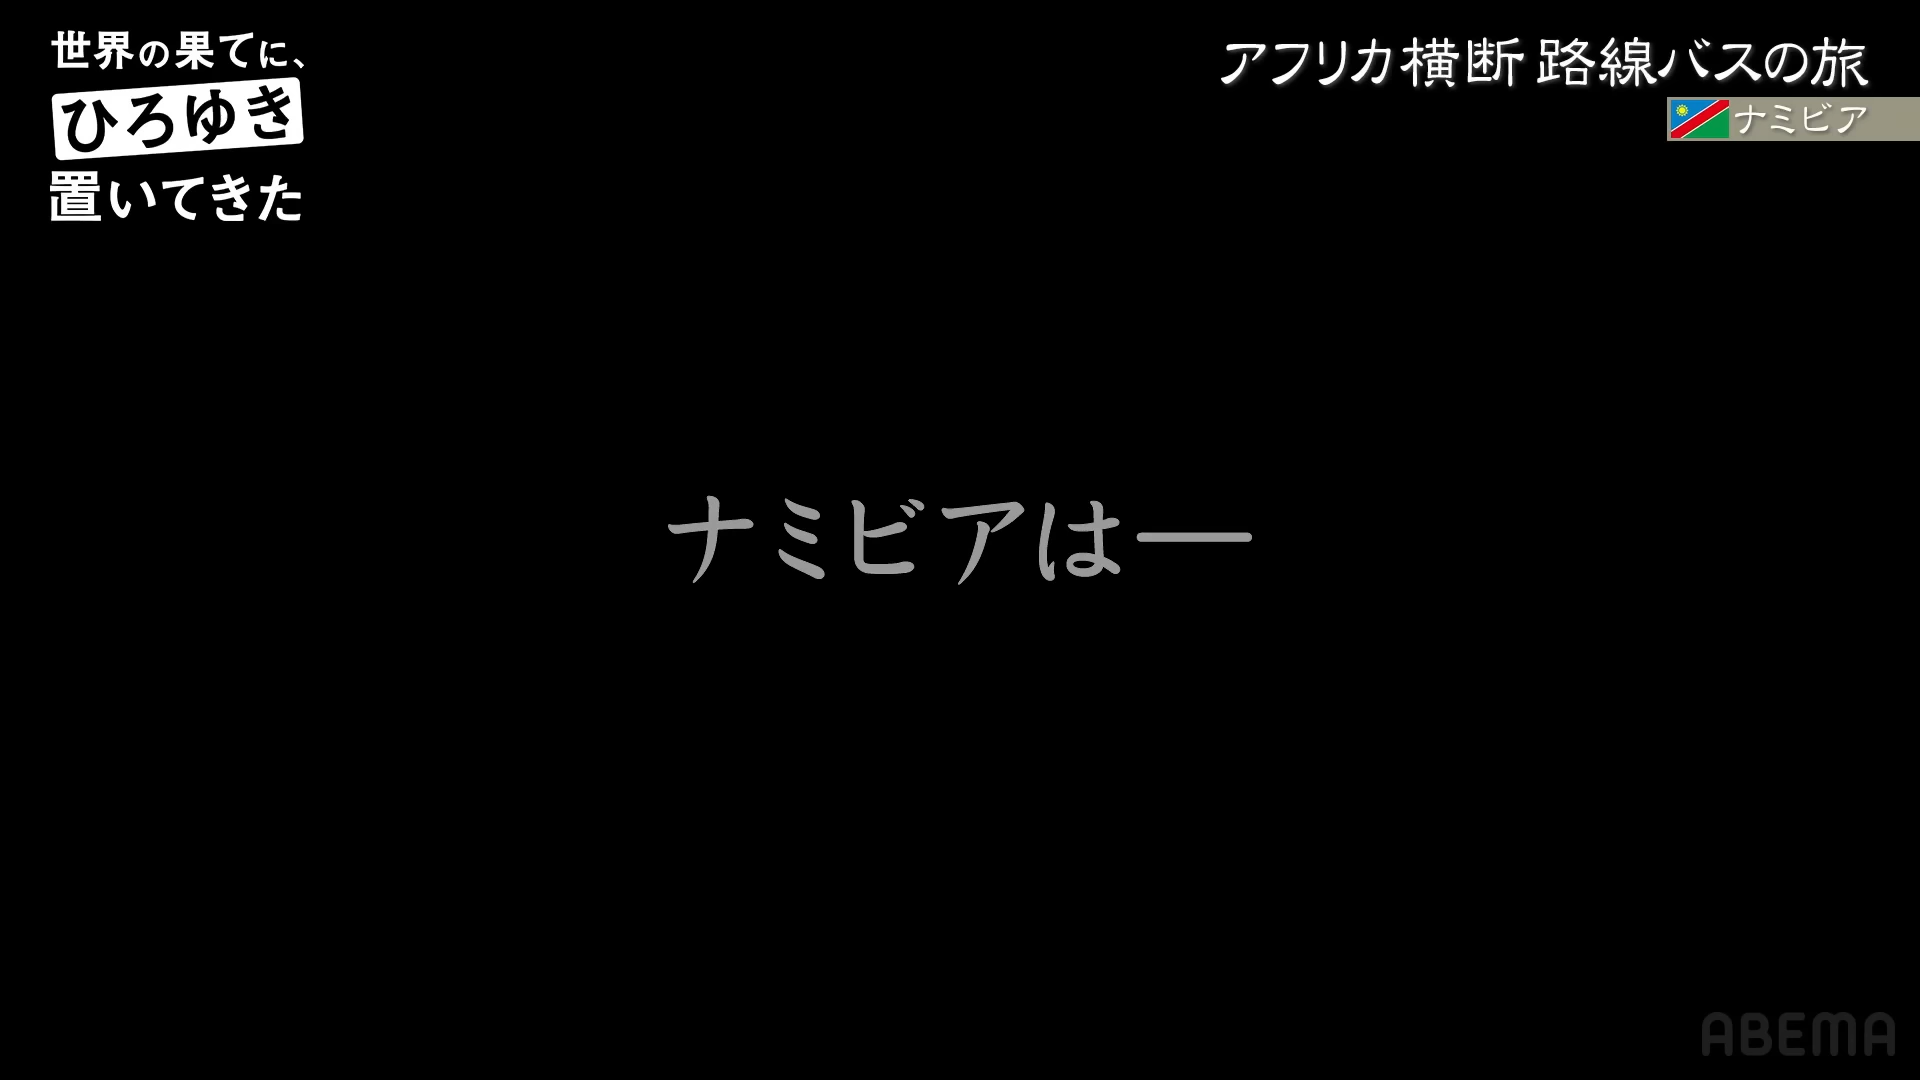 世界の果てに、
ひろゆき
置いてきた
アフリカ横断 路線バスの旅
ナミビア
ナミビアは―
ABEMA